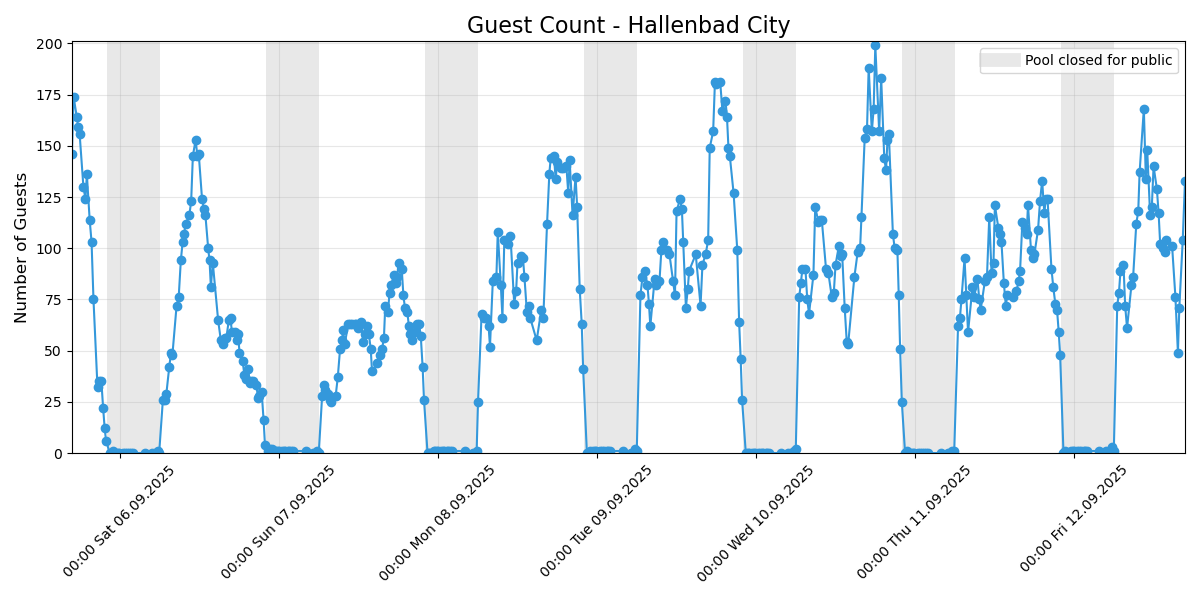 Guest Count - Hallenbad City
Pool closed for public
Number of Guests
200
175
150
125
100
75
50
25
0
00:00 Sat 06.09.2025
00:00 Sun 07.09.2025
00:00 Mon 08.09.2025
00:00 Tue 09.09.2025
00:00 Wed 10.09.2025
00:00 Thu 11.09.2025
00:00 Fri 12.09.2025